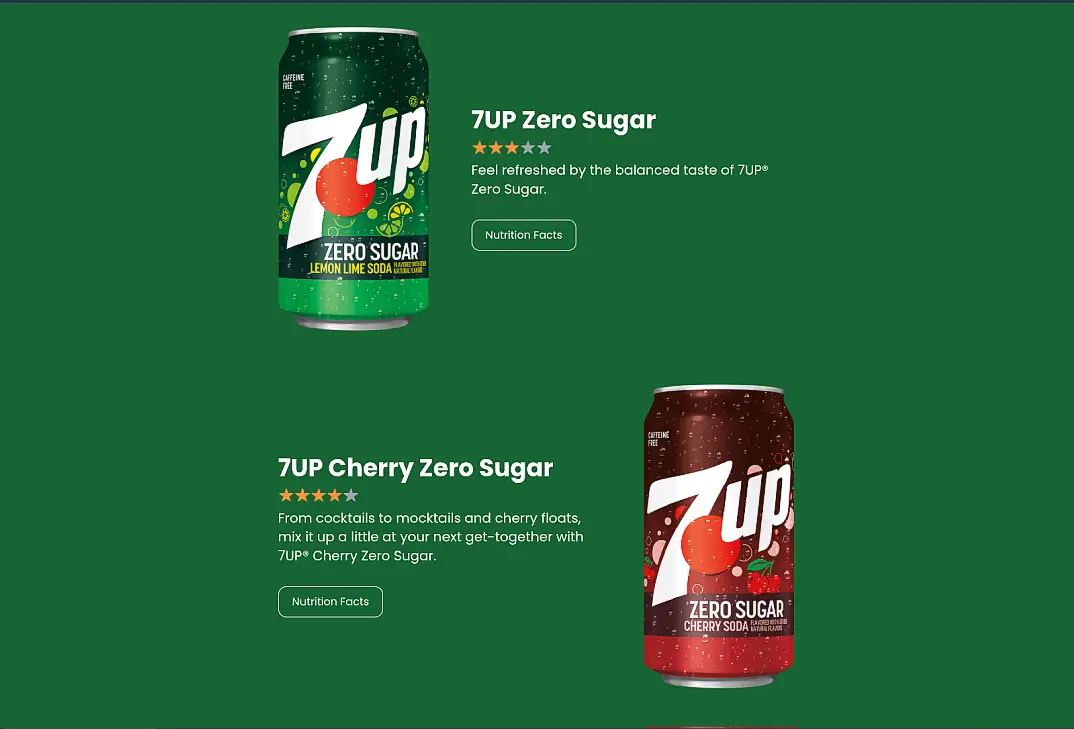 CAFFEINE
FREE
7up
ZERO SUGAR
LEMON LIME SODA
FLAVORED WITH OTHER
NATURAL FLAVORS
7UP Zero Sugar
Feel refreshed by the balanced taste of 7UP®
Zero Sugar.
Nutrition Facts
7UP Cherry Zero Sugar
From cocktails to mocktails and cherry floats,
mix it up a little at your next get-together with
7UP® Cherry Zero Sugar.
Nutrition Facts
CAFFEINE
FREE
7up
ZERO SUGAR
CHERRY SODA
FLAVORED WITH OTHER
NATURAL FLAVORS